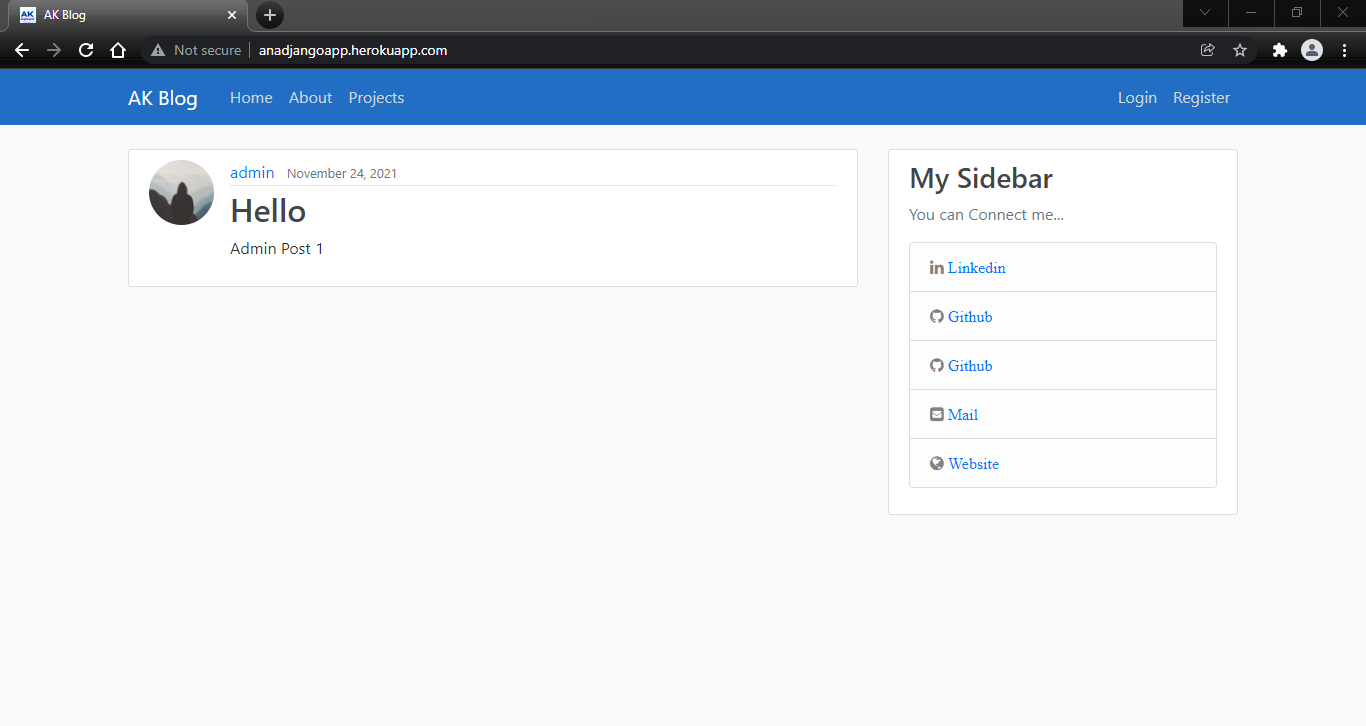 AK Blog
Not secure anadjangoapp.herokuapp.com
AK Blog Home About Projects Login Register
admin November 24, 2021
Hello
Admin Post 1
My Sidebar
You can Connect me...
Linkedin
Github
Github
Mail
Website